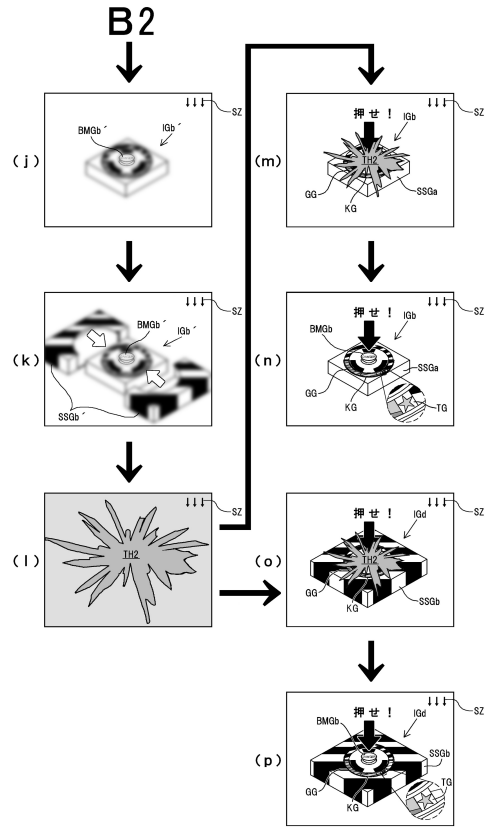 B2
(j)
↓↓↓ SZ
BMGb´ IGb´
(k)
↓↓↓ SZ
BMGb´ IGb´
SSGb´
(l)
↓↓↓ SZ
TH2
(m)
↓↓↓ SZ
押せ！
IGb
TH2
GG
SSGa
KG
(n)
↓↓↓ SZ
押せ！
IGb
BMGb
GG
SSGa
KG
TG
(o)
↓↓↓ SZ
押せ！
IGd
TH2
GG
SSGb
KG
(p)
↓↓↓ SZ
押せ！
IGd
BMGb
SSGb
TG
GG
KG